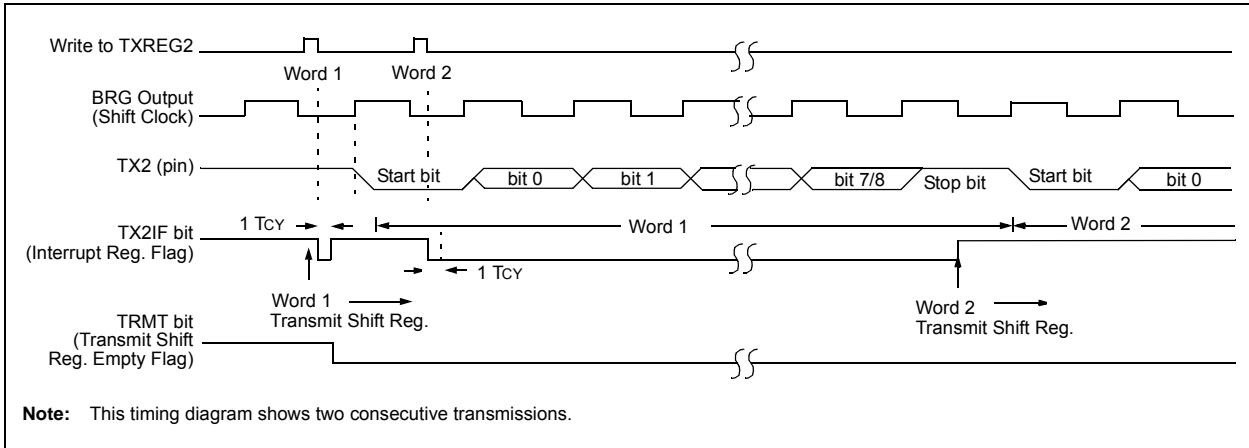 Write to TXREG2
Word 1
Word 2
BRG Output
(Shift Clock)
TX2 (pin)
Start bit
bit 0
bit 1
bit 7/8
Stop bit
Start bit
bit 0
1 TCY
TX2IF bit
(Interrupt Reg. Flag)
Word 1
Word 2
1 TCY
Word 1
Transmit Shift Reg.
Word 2
Transmit Shift Reg.
TRMT bit
(Transmit Shift
Reg. Empty Flag)
Note: This timing diagram shows two consecutive transmissions.